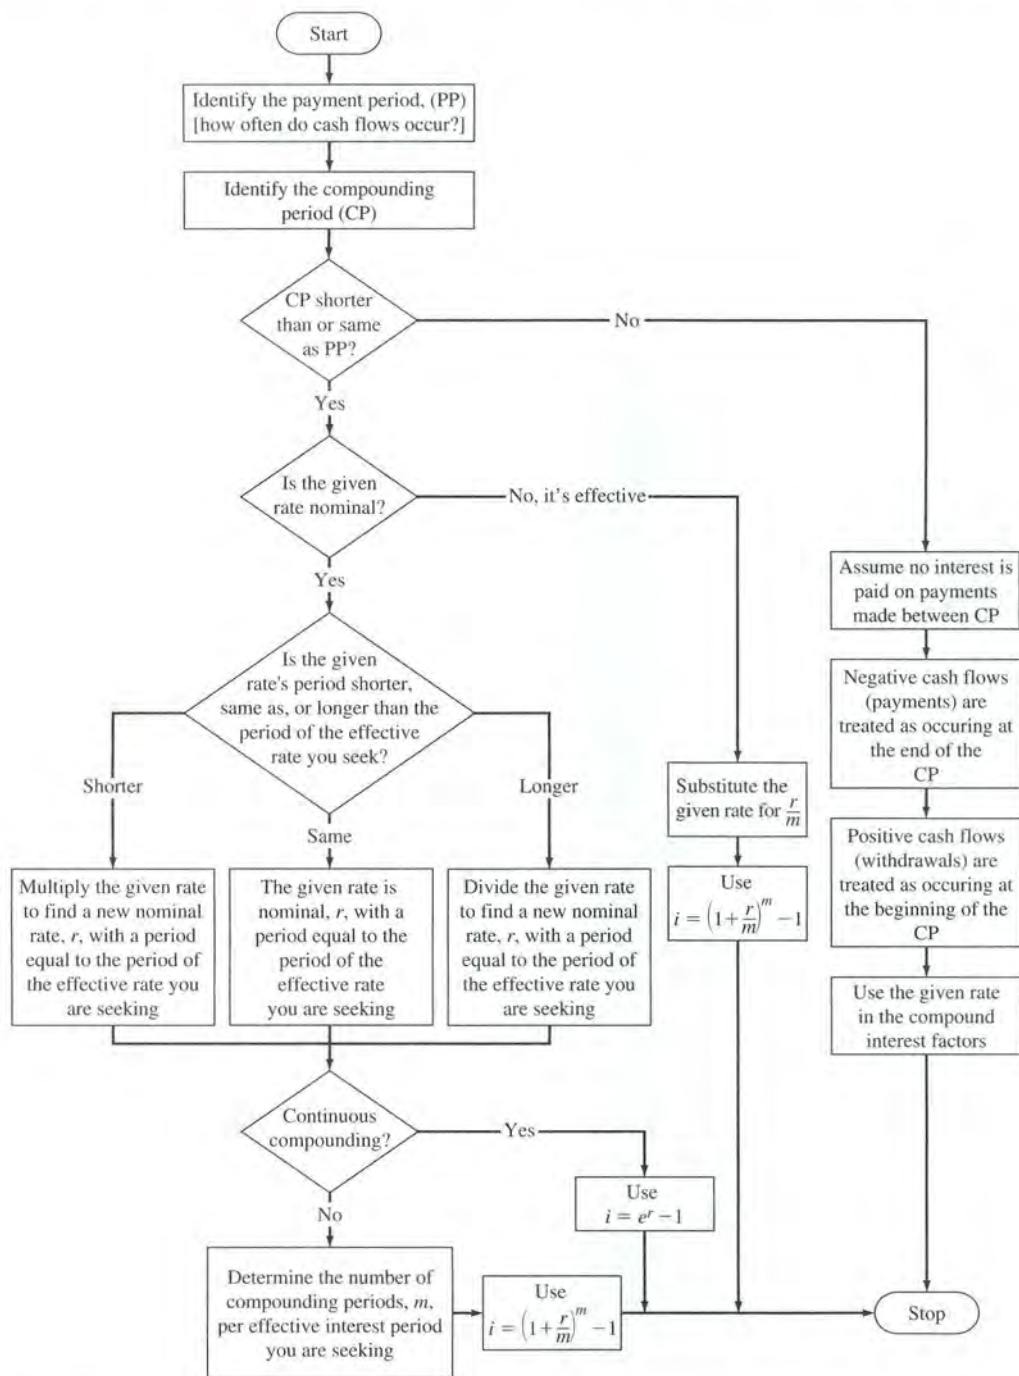 Start
Identify the payment period, (PP)
[how often do cash flows occur?]
Identify the compounding
period (CP)
CP shorter
than or same
as PP?
No
Yes
Is the given
rate nominal?
No, it's effective
Yes
Assume no interest is
paid on payments
made between CP
Is the given
rate's period shorter,
same as, or longer than the
period of the effective
rate you seek?
Negative cash flows
(payments) are
treated as occuring at
the end of the
CP
Shorter
Same
Longer
Substitute the
given rate for r/m
Positive cash flows
(withdrawals) are
treated as occuring at
the beginning of the
CP
Multiply the given rate
to find a new nominal
rate, r, with a period
equal to the period of
the effective rate you
are seeking
The given rate is
nominal, r, with a
period equal to the
period of the
effective rate
you are seeking
Divide the given rate
to find a new nominal
rate, r, with a period
equal to the period of
the effective rate you
are seeking
Use
i = (1 + r/m)^m − 1
Use the given rate
in the compound
interest factors
Continuous
compounding?
Yes
Use
i = e^r − 1
No
Determine the number of
compounding periods, m,
per effective interest period
you are seeking
Use
i = (1 + r/m)^m − 1
Stop